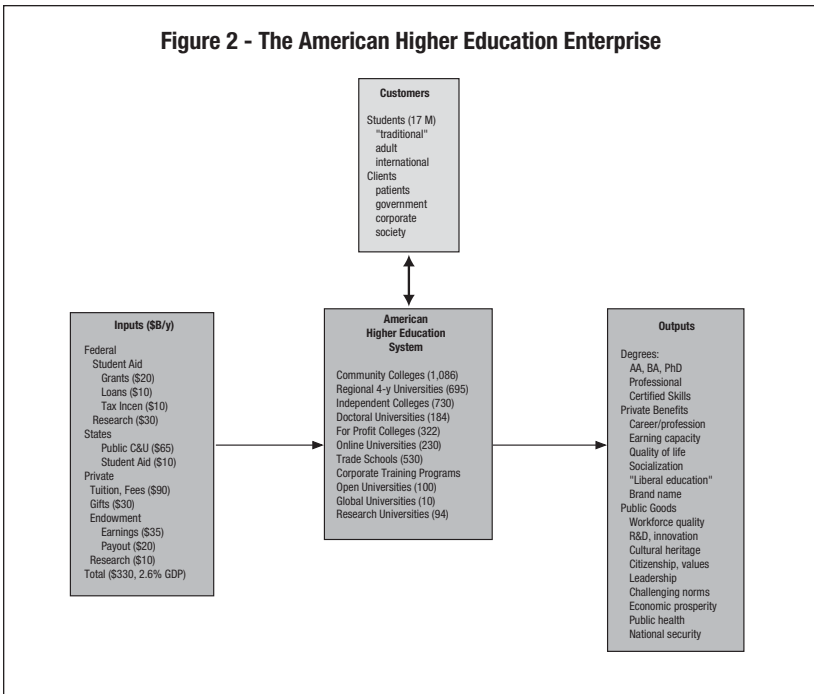 Figure 2 - The American Higher Education Enterprise
Customers
Students (17 M)
"traditional"
adult
international
Clients
patients
government
corporate
society
Inputs ($B/y)
Federal
Student Aid
Grants ($20)
Loans ($10)
Tax Incen ($10)
Research ($30)
States
Public C&U ($65)
Student Aid ($10)
Private
Tuition, Fees ($90)
Gifts ($30)
Endowment
Earnings ($35)
Payout ($20)
Research ($10)
Total ($330, 2.6% GDP)
American
Higher Education
System
Community Colleges (1,086)
Regional 4-y Universities (695)
Independent Colleges (730)
Doctoral Universities (184)
For Profit Colleges (322)
Online Universities (230)
Trade Schools (530)
Corporate Training Programs
Open Universities (100)
Global Universities (10)
Research Universities (94)
Outputs
Degrees:
AA, BA, PhD
Professional
Certified Skills
Private Benefits
Career/profession
Earning capacity
Quality of life
Socialization
"Liberal education"
Brand name
Public Goods
Workforce quality
R&D, innovation
Cultural heritage
Citizenship, values
Leadership
Challenging norms
Economic prosperity
Public health
National security